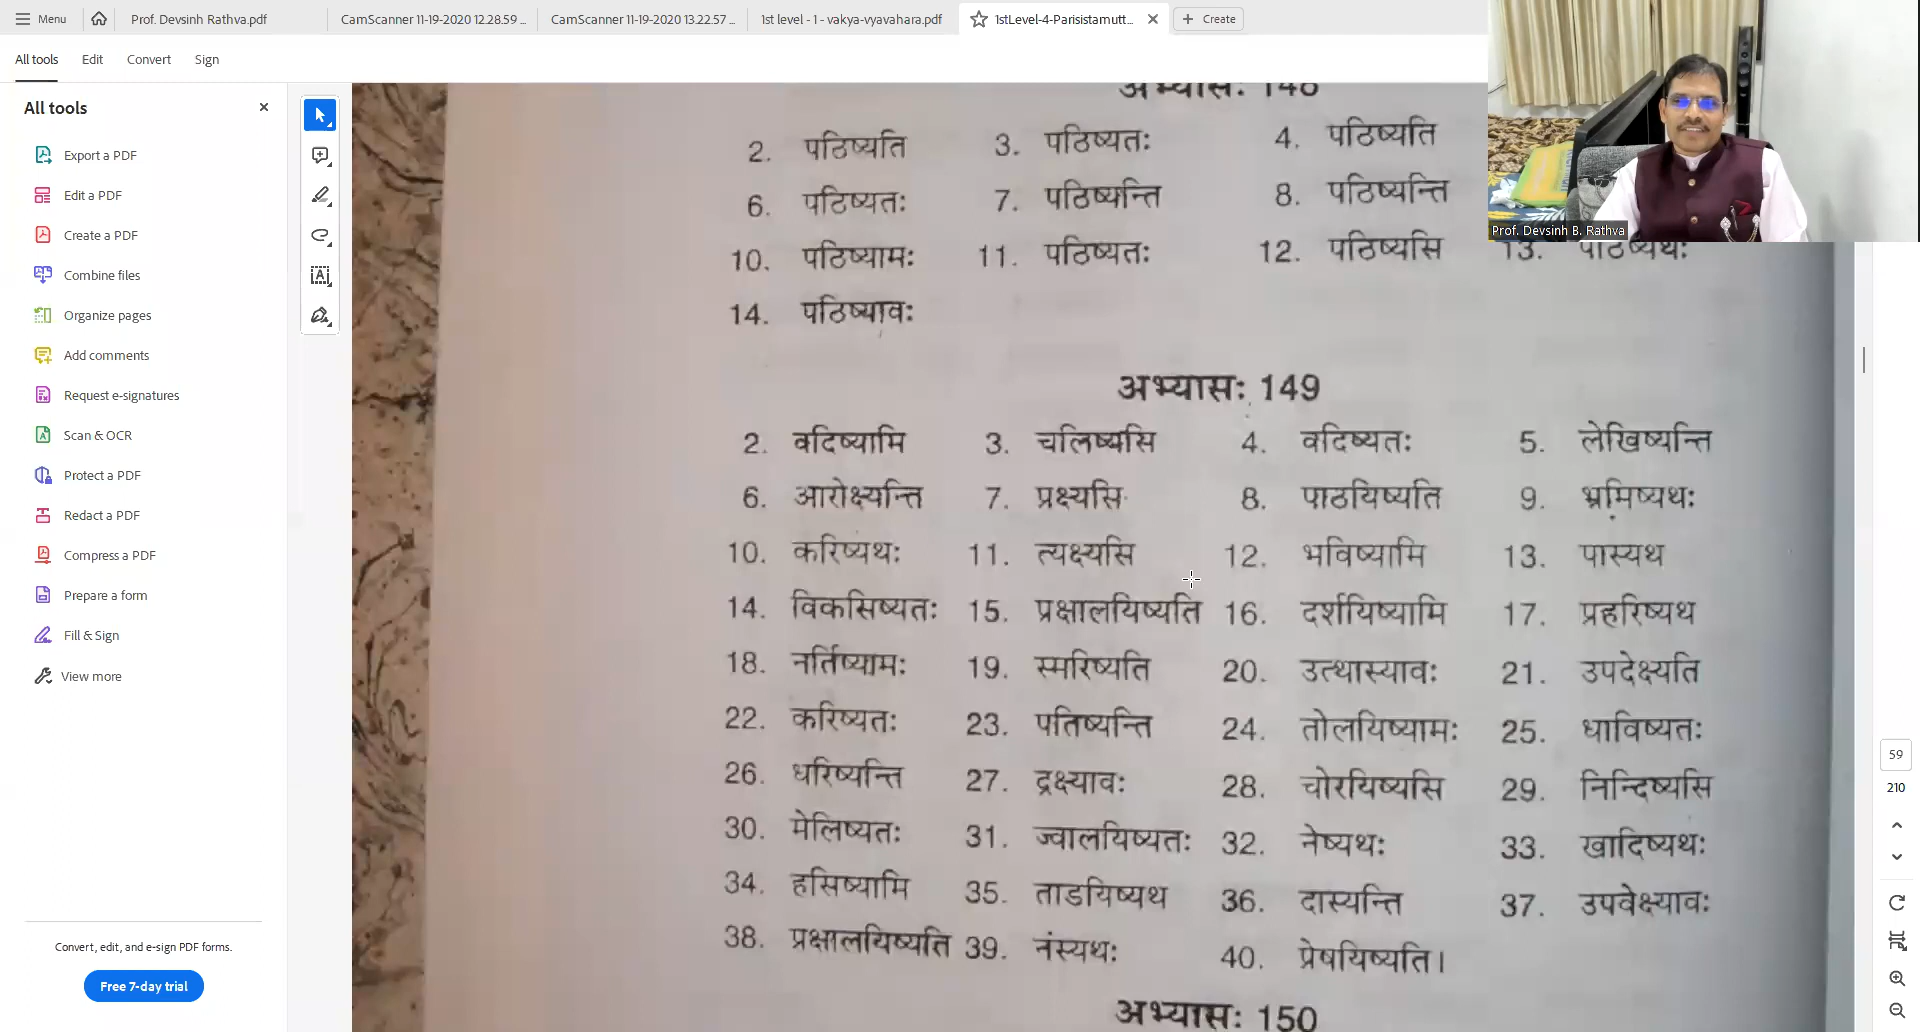 Menu Prof. Devsinh Rathva.pdf CamScanner 11-19-2020 12.28.59 ... CamScanner 11-19-2020 13.22.57 ... 1st level - 1 - vakya-vyavahara.pdf 1stLevel-4-Parisistamutt... Create
All tools Edit Convert Sign
All tools
Export a PDF
Edit a PDF
Create a PDF
Combine files
Organize pages
Add comments
Request e-signatures
Scan & OCR
Protect a PDF
Redact a PDF
Compress a PDF
Prepare a form
Fill & Sign
View more
Convert, edit, and e-sign PDF forms.
Free 7-day trial
अभ्यासः 148
2. पठिष्यति 3. पठिष्यतः 4. पठिष्यति
6. पठिष्यतः 7. पठिष्यन्ति 8. पठिष्यन्ति
10. पठिष्यामः 11. पठिष्यतः 12. पठिष्यसि 13. पठिष्यथः
14. पठिष्यावः
अभ्यासः 149
2. वदिष्यामि 3. चलिष्यसि 4. वदिष्यतः 5. लेखिष्यन्ति
6. आरोक्ष्यन्ति 7. प्रक्ष्यसि 8. पाठयिष्यति 9. भ्रमिष्यथः
10. करिष्यथः 11. त्यक्ष्यसि 12. भविष्यामि 13. पास्यथ
14. विकसिष्यतः 15. प्रक्षालयिष्यति 16. दर्शयिष्यामि 17. प्रहरिष्यथ
18. नर्तिष्यामः 19. स्मरिष्यति 20. उत्थास्यावः 21. उपदेक्ष्यति
22. करिष्यतः 23. पतिष्यन्ति 24. तोलयिष्यामः 25. धाविष्यतः
26. धरिष्यन्ति 27. द्रक्ष्यावः 28. चोरयिष्यसि 29. निन्दिष्यसि
30. मेलिष्यतः 31. ज्वालयिष्यतः 32. नेष्यथः 33. खादिष्यथः
34. हसिष्यामि 35. ताडयिष्यथ 36. दास्यन्ति 37. उपवेक्ष्यावः
38. प्रक्षालयिष्यति 39. नंस्यथः 40. प्रेषयिष्यति।
अभ्यासः 150
Prof. Devsinh B. Rathva
59
210